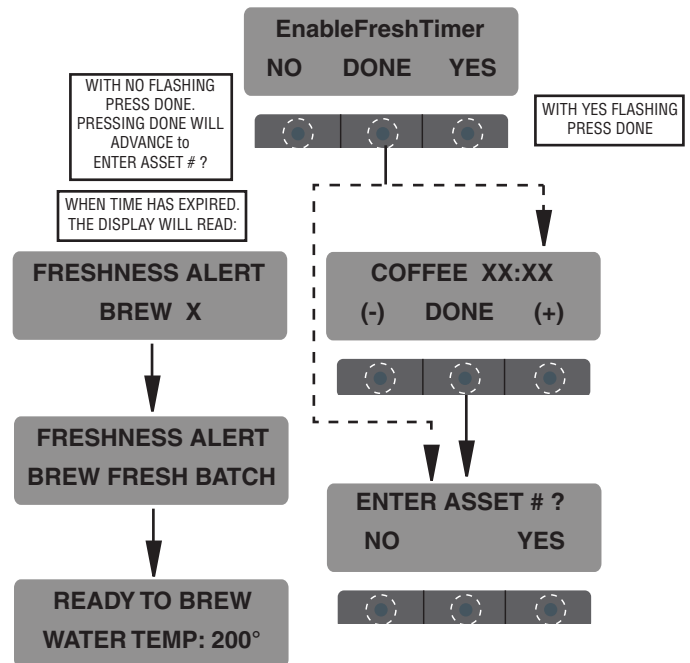 EnableFreshTimer
NO DONE YES
WITH NO FLASHING
PRESS DONE.
PRESSING DONE WILL
ADVANCE to
ENTER ASSET # ?
WITH YES FLASHING
PRESS DONE
WHEN TIME HAS EXPIRED.
THE DISPLAY WILL READ:
FRESHNESS ALERT
BREW X
COFFEE XX:XX
(-) DONE (+)
FRESHNESS ALERT
BREW FRESH BATCH
ENTER ASSET # ?
NO YES
READY TO BREW
WATER TEMP: 200°